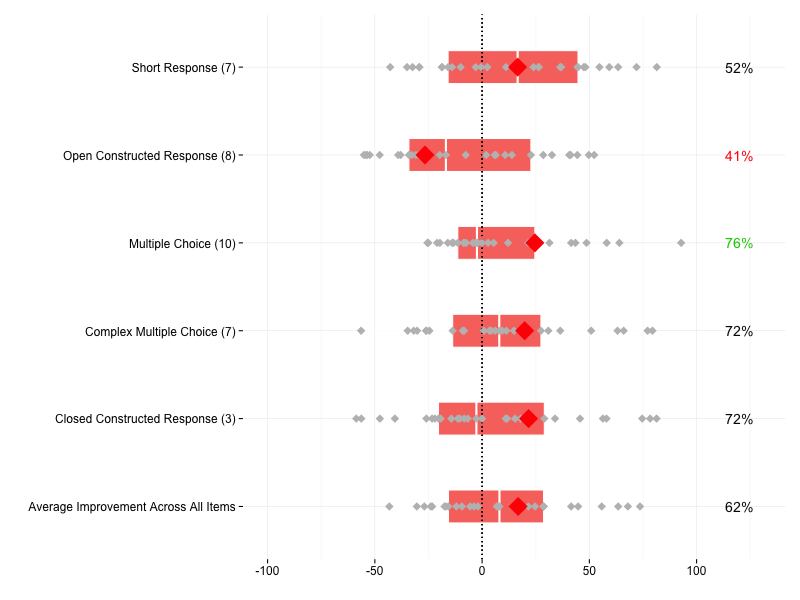 Short Response (7) 52%
Open Constructed Response (8) 41%
Multiple Choice (10) 76%
Complex Multiple Choice (7) 72%
Closed Constructed Response (3) 72%
Average Improvement Across All Items 62%
-100 -50 0 50 100